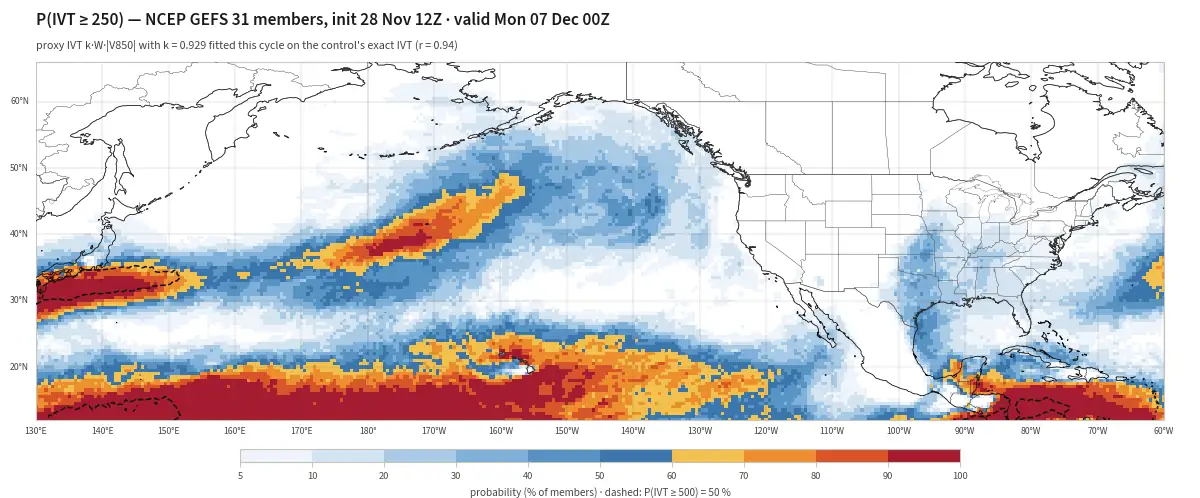 P(IVT ≥ 250) — NCEP GEFS 31 members, init 28 Nov 12Z · valid Mon 07 Dec 00Z
proxy IVT k·W·|V850| with k = 0.929 fitted this cycle on the control's exact IVT (r = 0.94)
60°N
50°N
40°N
30°N
20°N
130°E 140°E 150°E 160°E 170°E 180° 170°W 160°W 150°W 140°W 130°W 120°W 110°W 100°W 90°W 80°W 70°W 60°W
5 10 20 30 40 50 60 70 80 90 100
probability (% of members) · dashed: P(IVT ≥ 500) = 50 %